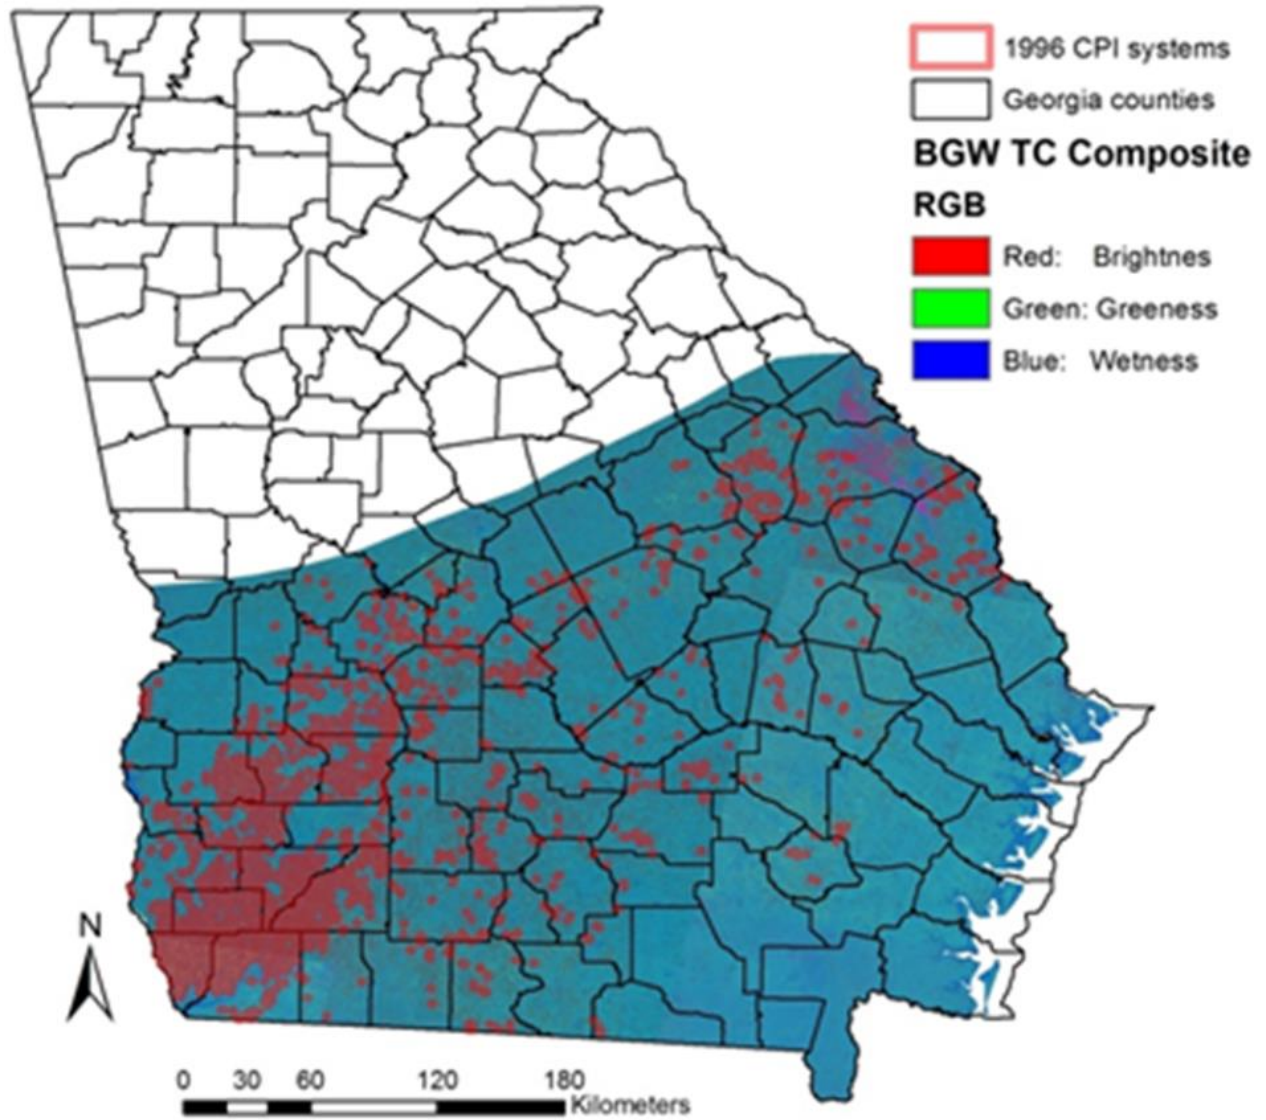 1996 CPI systems
Georgia counties
BGW TC Composite
RGB
Red: Brightnes
Green: Greeness
Blue: Wetness
N
0 30 60 120 180
Kilometers